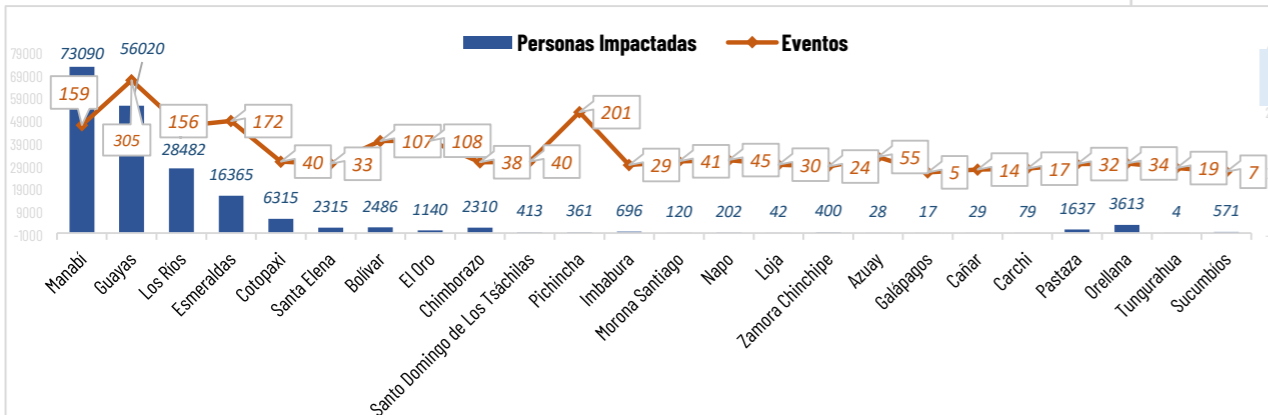 Personas Impactadas
Eventos
79000
69000
59000
49000
39000
29000
19000
9000
-1000
73090
56020
28482
16365
6315
2315
2486
1140
2310
413
361
696
120
202
42
400
28
17
29
79
1637
3613
4
571
159
305
156
172
40
33
107
108
38
40
201
29
41
45
30
24
55
5
14
17
32
34
19
7
Manabí
Guayas
Los Ríos
Esmeraldas
Cotopaxi
Santa Elena
Bolívar
El Oro
Chimborazo
Santo Domingo de Los Tsáchilas
Pichincha
Imbabura
Morona Santiago
Napo
Loja
Zamora Chinchipe
Azuay
Galápagos
Cañar
Carchi
Pastaza
Orellana
Tungurahua
Sucumbíos